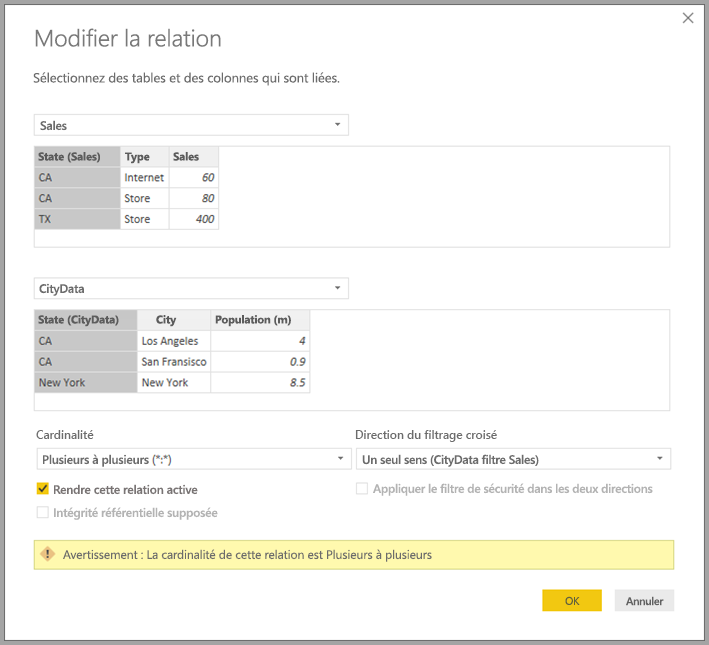 Modifier la relation
Sélectionnez des tables et des colonnes qui sont liées.
Sales
State (Sales) Type Sales
CA Internet 60
CA Store 80
TX Store 400
CityData
State (CityData) City Population (m)
CA Los Angeles 4
CA San Fransisco 0.9
New York New York 8.5
Cardinalité Direction du filtrage croisé
Plusieurs à plusieurs (*:*) Un seul sens (CityData filtre Sales)
Rendre cette relation active Appliquer le filtre de sécurité dans les deux directions
Intégrité référentielle supposée
Avertissement : La cardinalité de cette relation est Plusieurs à plusieurs
OK Annuler